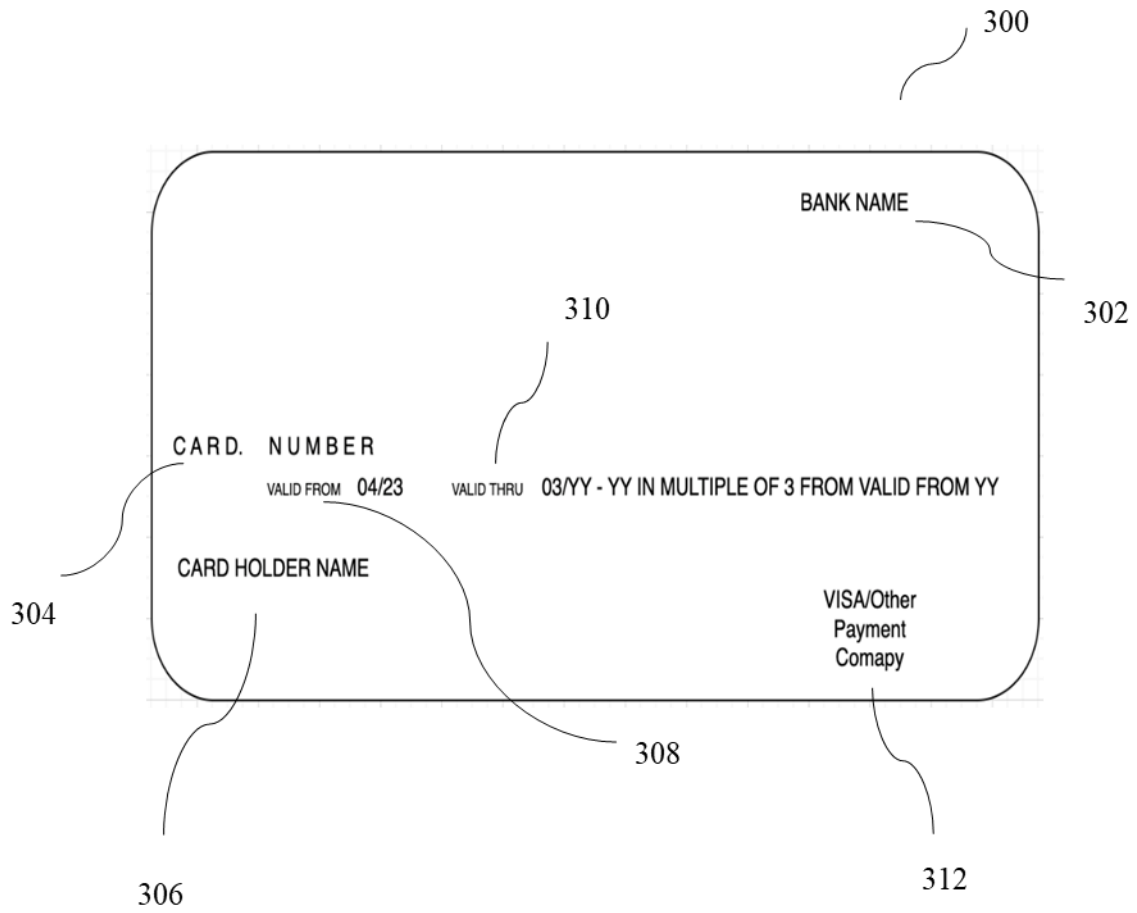 300
BANK NAME
302
310
CARD. NUMBER
VALID FROM 04/23 VALID THRU 03/YY - YY IN MULTIPLE OF 3 FROM VALID FROM YY
CARD HOLDER NAME
304
VISA/Other
Payment
Comapy
308
306
312